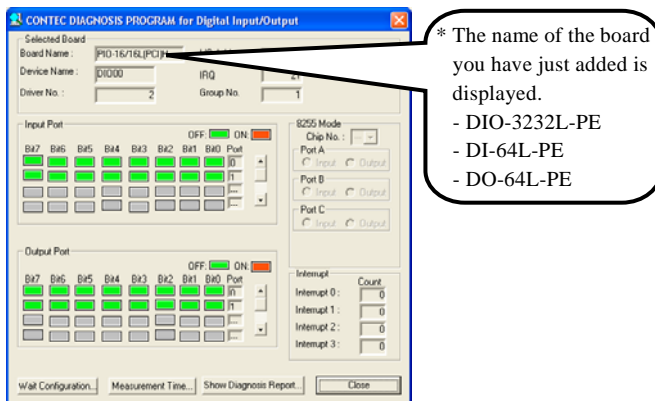 CONTEC DIAGNOSIS PROGRAM for Digital Input/Output
Selected Board
Board Name : PIO-16/16L(PCI)H
Device Name : DIO00 IRQ 21
Driver No. : 2 Group No. 1
* The name of the board
you have just added is
displayed.
- DIO-3232L-PE
- DI-64L-PE
- DO-64L-PE
Input Port
OFF: ON:
Bit7 Bit6 Bit5 Bit4 Bit3 Bit2 Bit1 Bit0 Port
0
1
...
...
8255 Mode
Chip No. : --
Port A
Input Output
Port B
Input Output
Port C
Input Output
Output Port
OFF: ON:
Bit7 Bit6 Bit5 Bit4 Bit3 Bit2 Bit1 Bit0 Port
0
1
...
...
Interrupt
Count
Interrupt 0 : 0
Interrupt 1 : 0
Interrupt 2 : 0
Interrupt 3 : 0
Wait Configuration... Measurement Time... Show Diagnosis Report... Close